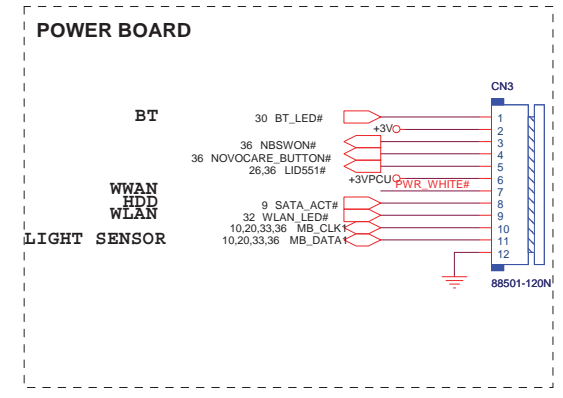 POWER BOARD
CN3
BT 30 BT_LED# 1
+3V 2
36 NBSWON# 3
36 NOVOCARE_BUTTON# 4
26,36 LID551# 5
+3VPCU 6
WWAN PWR_WHITE# 7
HDD 9 SATA_ACT# 8
WLAN 32 WLAN_LED# 9
10,20,33,36 MB_CLK1 10
LIGHT SENSOR 10,20,33,36 MB_DATA1 11
12
88501-120N